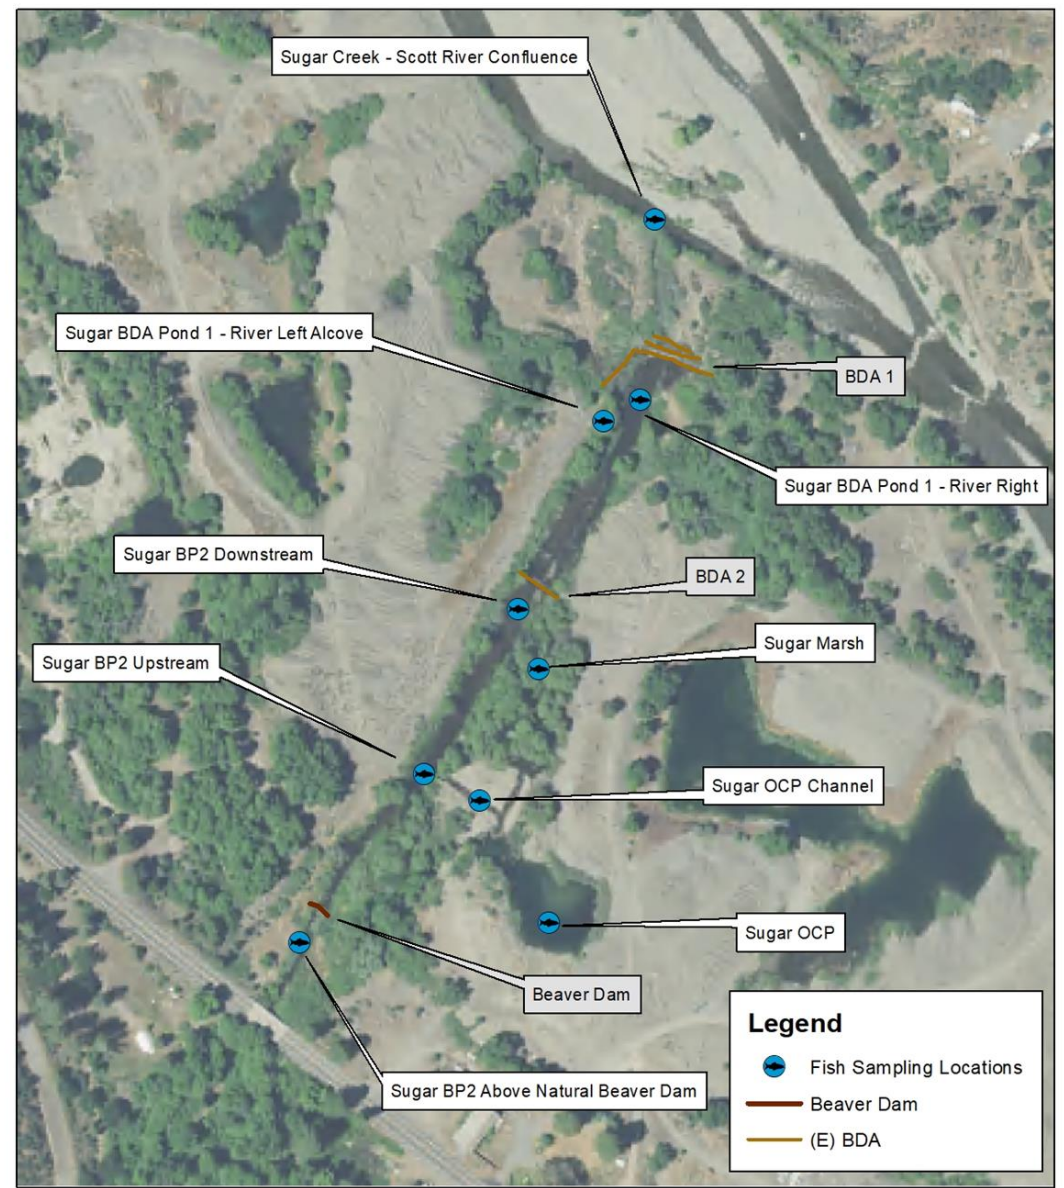 Sugar Creek - Scott River Confluence
Sugar BDA Pond 1 - River Left Alcove
BDA 1
Sugar BDA Pond 1 - River Right
Sugar BP2 Downstream
BDA 2
Sugar Marsh
Sugar BP2 Upstream
Sugar OCP Channel
Sugar OCP
Beaver Dam
Sugar BP2 Above Natural Beaver Dam
Legend
Fish Sampling Locations
Beaver Dam
(E) BDA